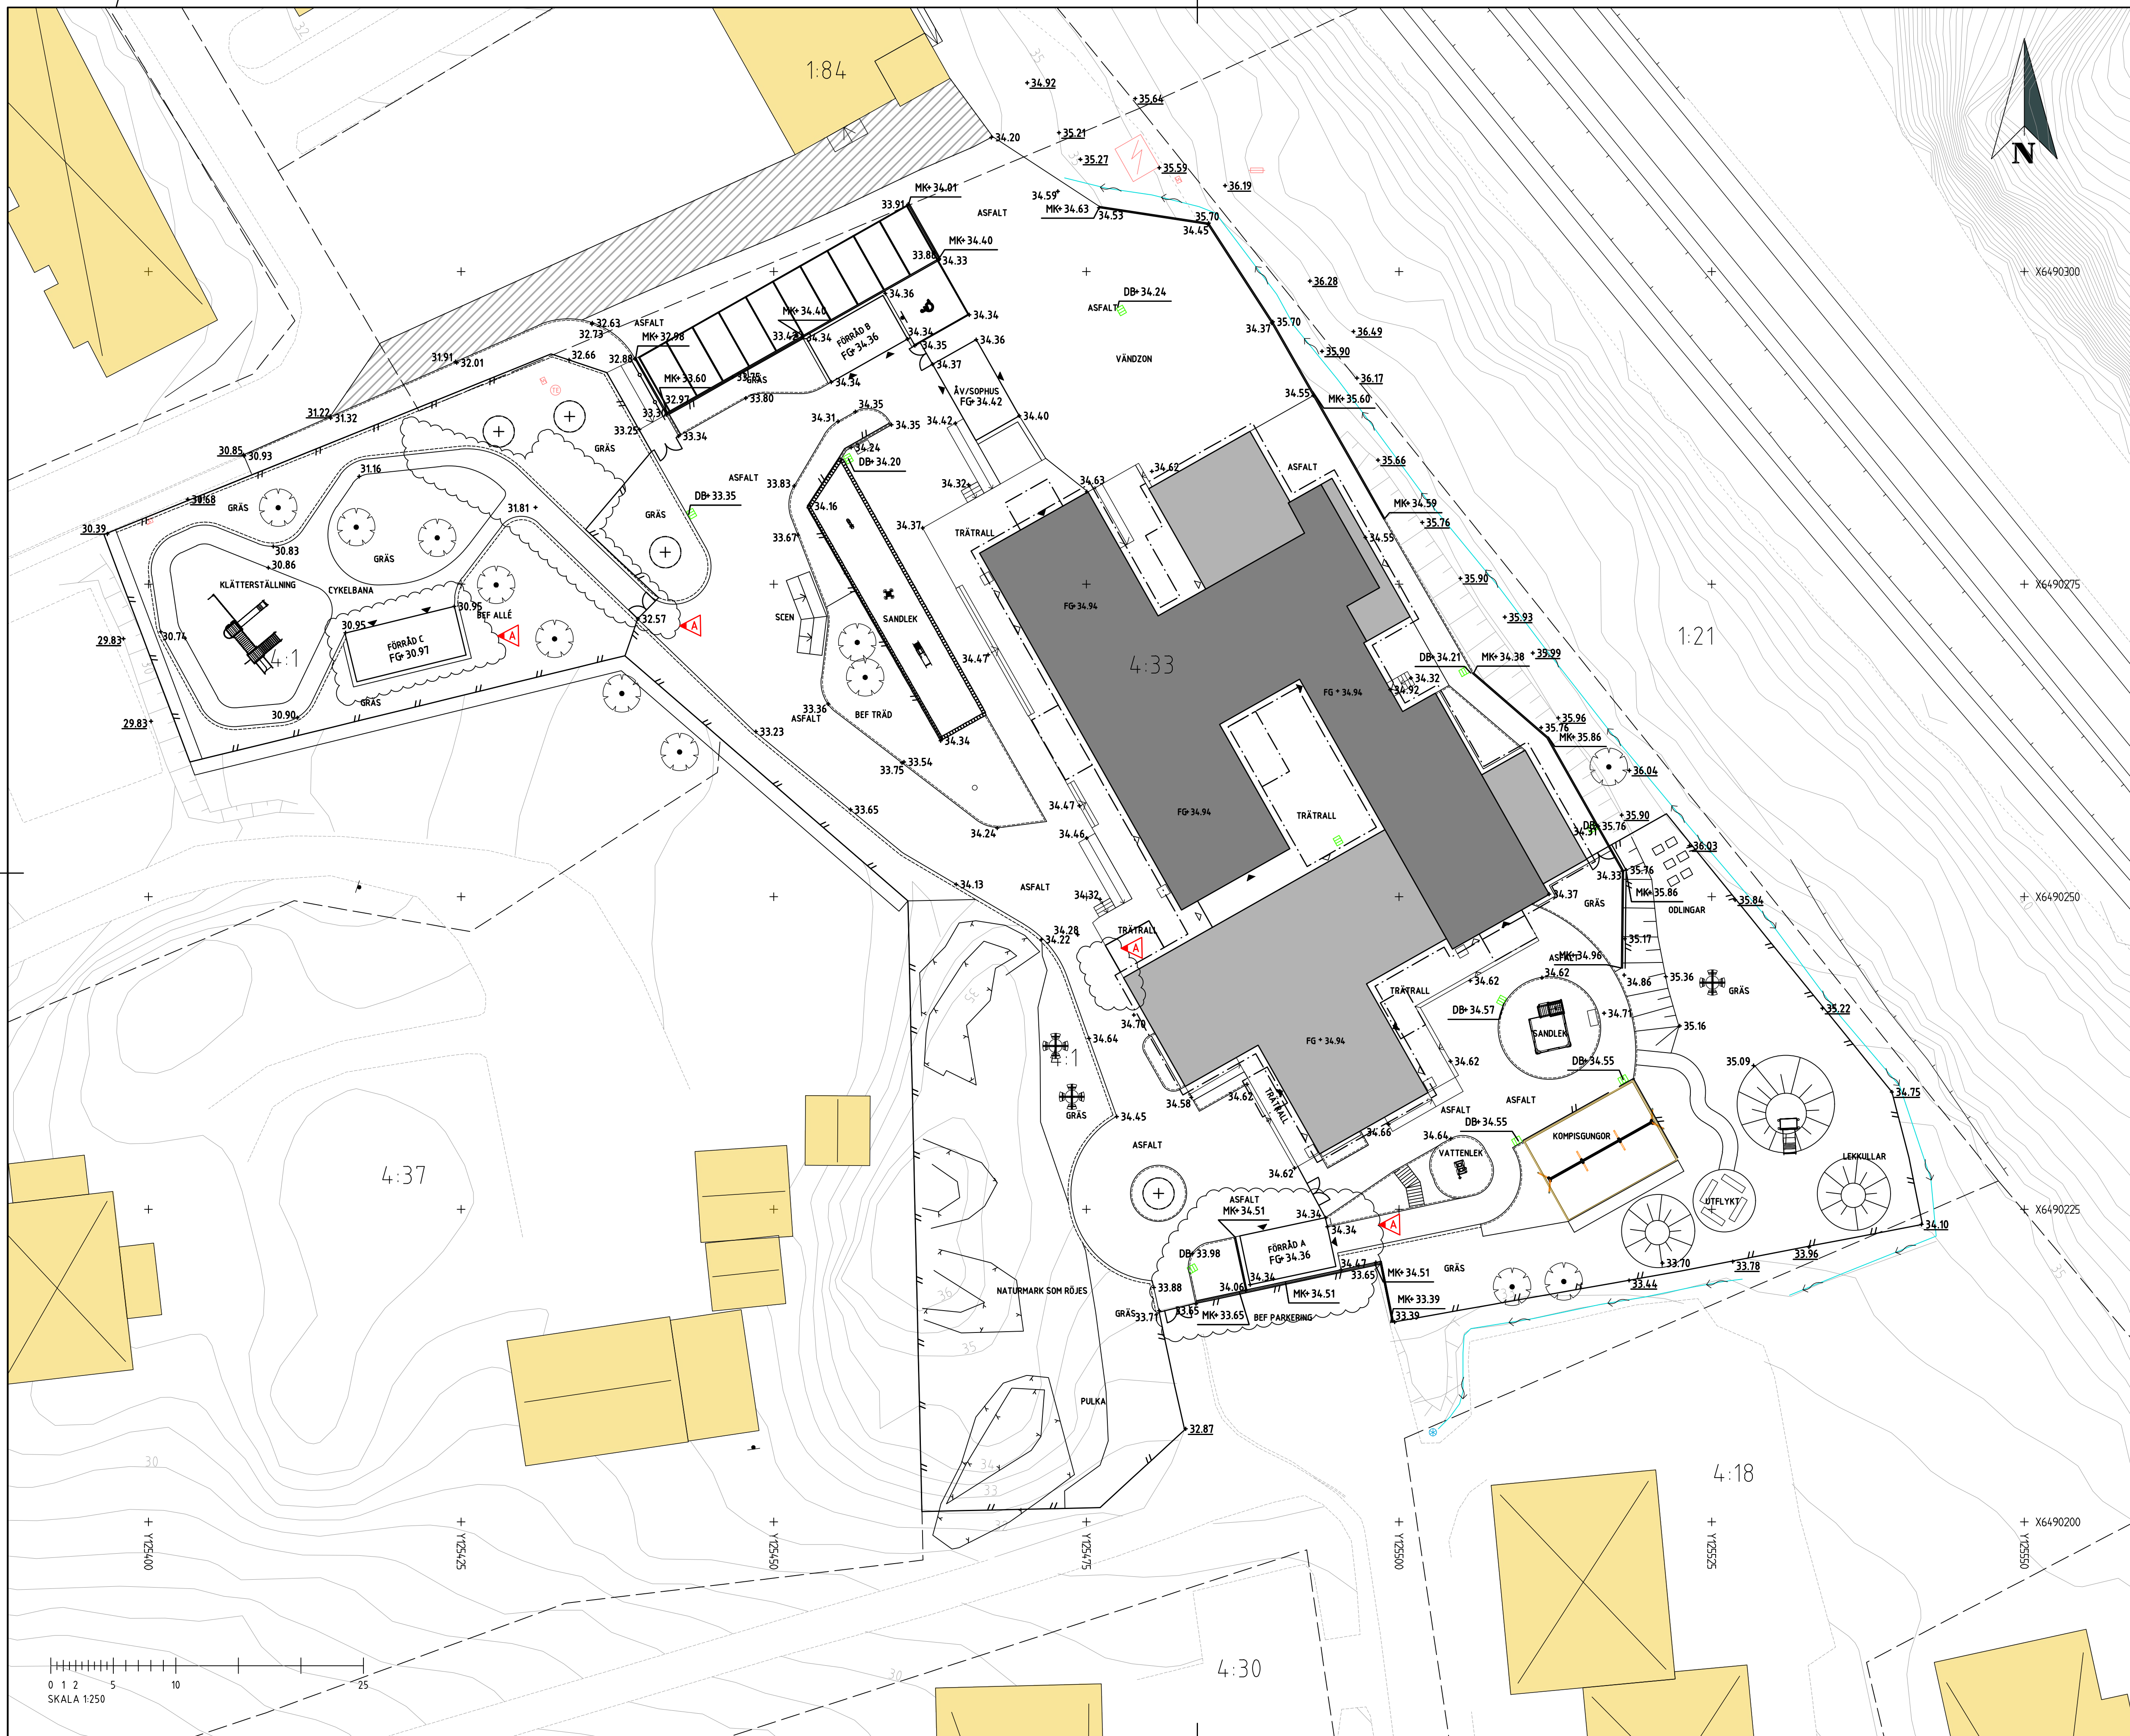 1:84
32
35
+34.92
+35.64
+34.20
+35.21
+35.27
+35.59
+36.19
34.59+
MK+34.01
33.91
ASFALT
MK+34.63
34.53
35.70
34.45
MK+34.40
33.88
34.33
X6490300
N
+36.28
DB+34.24
ASFALT
34.36
+32.63
ASFALT
32.73
MK+34.40
MK+32.98
34.34
34.34
34.34
34.35
+34.36
34.37
35.70
+36.49
VÄNDZON
FÖRRÅD B
FG+34.36
31.91
+32.01
+32.66
32.88
+35.90
34.37
+36.17
MK+33.60
GRÄS
34.34
ÅV/SOPHUS
FG+34.42
34.55
MK+35.60
32.97
+33.80
31.22
31.32
33.25
33.34
34.31
34.35
34.35
34.42
34.40
GRÄS
30.85
30.93
34.24
DB+34.20
+35.66
31.16
ASFALT
34.32
34.62
34.63
ASFALT
33.83
DB+33.35
GRÄS
31.81 +
GRÄS
34.16
MK+34.59
+35.76
30.39
34.37
TRÄTRALL
34.55
33.67
30.83
30.86
GRÄS
KLÄTTERSTÄLLNING
CYKELBANA
X6490275
+35.90
FG+34.94
30.95
BEF ALLÉ
30.95
32.57
SCEN
SANDLEK
+35.93
29.83+
30.74
FÖRRÅD C
FG+30.97
4:1
A
A
4:33
1:21
34.47
DB+34.21
MK+34.38
+35.99
34.32
34.92
FG + 34.94
GRÄS
30.90
33.36
ASFALT
BEF TRÄD
29.83+
+33.23
34.34
+35.96
35.76
MK+35.86
33.54
33.75
+36.04
34.47
+33.65
FG+34.94
TRÄTRALL
34.24
34.46
+35.90
DB+35.76
34.31
+36.03
+34.13
ASFALT
34.32
34.33
35.76
34.37
MK+35.86
GRÄS
ODLINGAR
+35.84
X6490250
34.28
34.22
TRÄTRALL
A
35.17
MK+34.96
34.62
34.62
34.86
+35.36
GRÄS
TRÄTRALL
35
34.70
DB+34.57
+34.71
SANDLEK
35.16
+35.22
34.64
4:1
FG + 34.94
34.62
DB+34.55
35.09
34.75
34.58
34.62
TRÄTRALL
GRÄS
34.45
ASFALT
ASFALT
DB+34.55
34.66
34.64
KOMPISGUNGOR
ASFALT
VATTENLEK
LEKKULLAR
4:37
34.62
UTFLYKT
ASFALT
MK+34.51
34.34
34.34
A
X6490225
34.10
FÖRRÅD A
FG+34.36
DB+33.98
34.34
34.47
33.65
34.06
MK+34.51
GRÄS
+33.70
+33.78
+33.96
+33.44
NATURMARK SOM RÖJES
36
+33.88
GRÄS
33.71
33.65
MK+33.65
MK+34.51
BEF PARKERING
MK+33.39
33.39
35
35
PULKA
32.87
30
34
33
4:18
X6490200
Y125400
Y125425
Y125450
Y125475
Y125500
Y125525
Y125550
30
4:30
0 1 2 5 10 25
SKALA 1:250